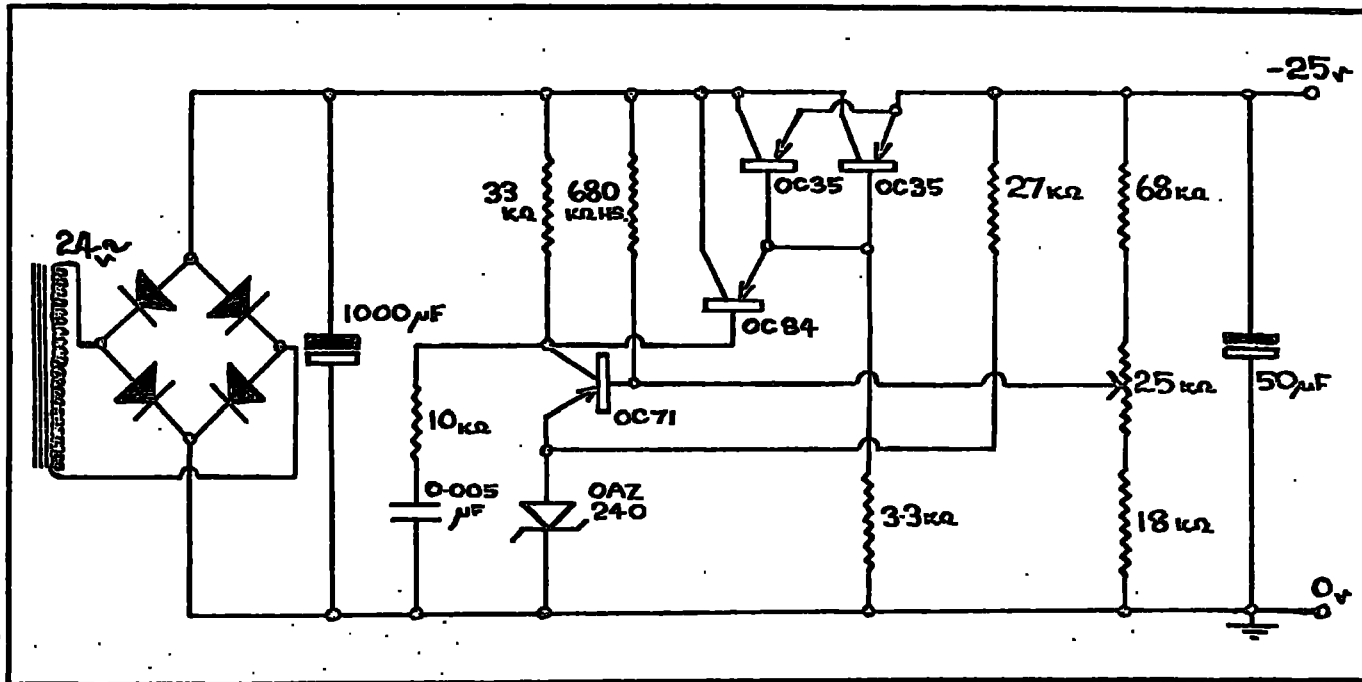 -25v
24v
33
KΩ
680
KΩ HS.
OC35
OC35
27KΩ
68KΩ
1000µF
OC84
25KΩ
50µF
10KΩ
OC71
0·005
µF
OAZ
240
3·3KΩ
18KΩ
0v